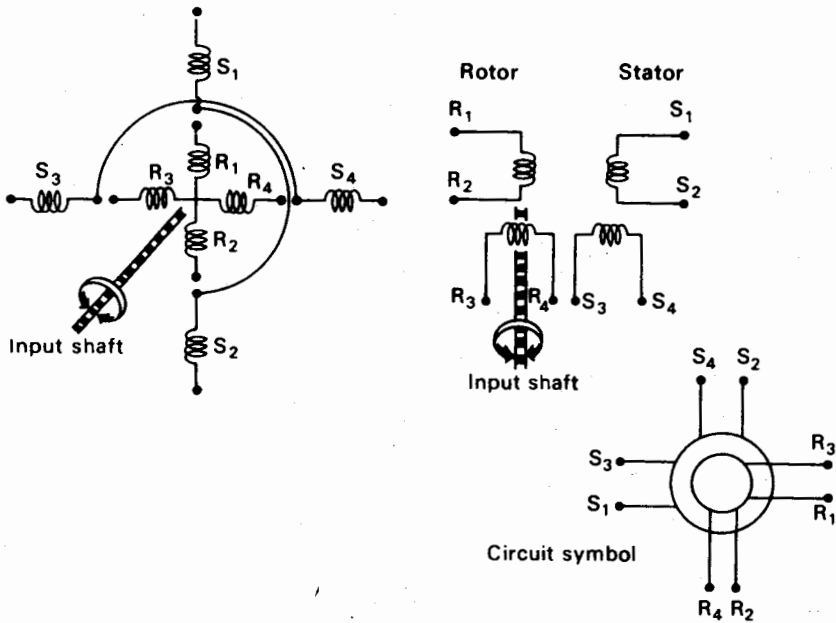 S1
S3
R1
R3
R4
S4
R2
Input shaft
S2
Rotor
Stator
R1
S1
R2
S2
R3
R4
S3
S4
Input shaft
S4
S2
S3
R3
S1
R1
Circuit symbol
R4
R2